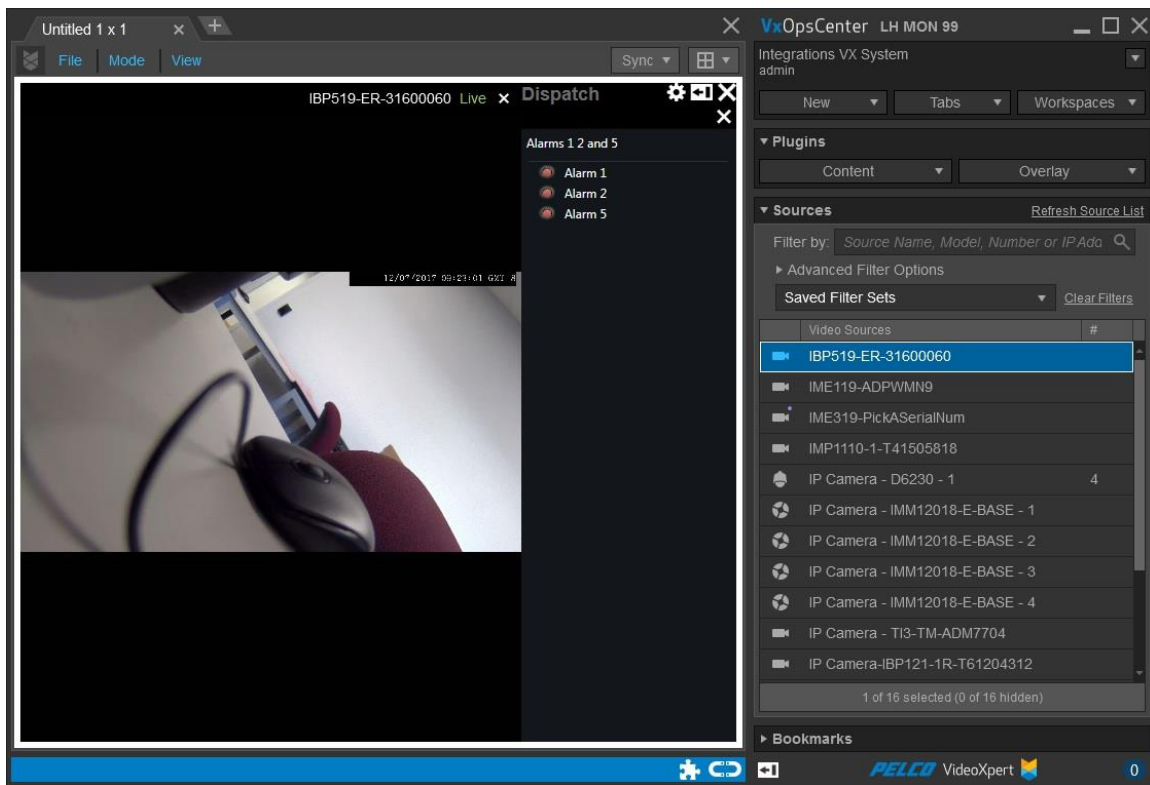 Untitled 1 x 1
File Mode View
Sync
IBP519-ER-31600060 Live
Dispatch
Alarms 1 2 and 5
Alarm 1
Alarm 2
Alarm 5
VxOpsCenter LH MON 99
Integrations VX System
admin
New Tabs Workspaces
Plugins
Content Overlay
Sources Refresh Source List
Filter by: Source Name, Model, Number or IP Ada
Advanced Filter Options
Saved Filter Sets Clear Filters
Video Sources #
IBP519-ER-31600060
IME119-ADPWMN9
IME319-PickASerialNum
IMP1110-1-T41505818
IP Camera - D6230 - 1 4
IP Camera - IMM12018-E-BASE - 1
IP Camera - IMM12018-E-BASE - 2
IP Camera - IMM12018-E-BASE - 3
IP Camera - IMM12018-E-BASE - 4
IP Camera - TI3-TM-ADM7704
IP Camera-IBP121-1R-T61204312
1 of 16 selected (0 of 16 hidden)
Bookmarks
PELCO VideoXpert 0